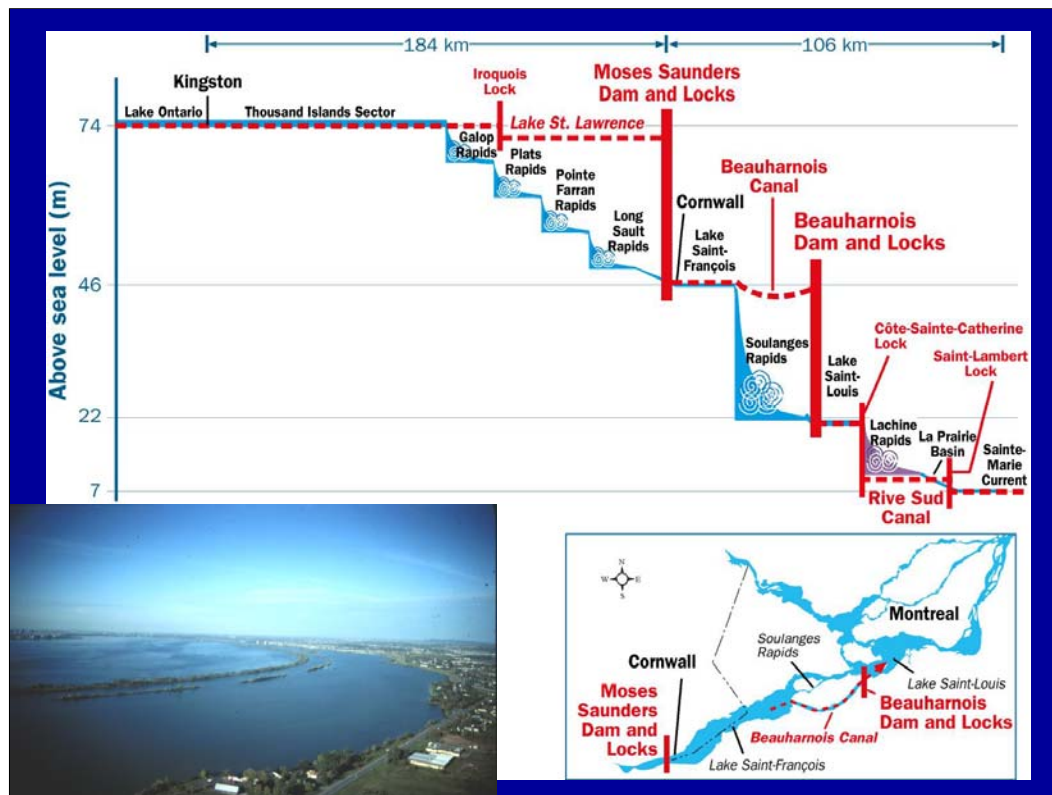 184 km
106 km
Kingston
Iroquois
Lock
Moses Saunders
Dam and Locks
Lake Ontario
Thousand Islands Sector
Lake St. Lawrence
74
Galop
Rapids
Plats
Rapids
Pointe
Farran
Rapids
Long
Sault
Rapids
Beauharnois
Canal
Cornwall
Lake
Saint-
François
Beauharnois
Dam and Locks
Above sea level (m)
46
Côte-Sainte-Catherine
Lock
Saint-Lambert
Lock
Soulanges
Rapids
Lake
Saint-
Louis
22
Lachine
Rapids
La Prairie
Basin
Sainte-
Marie
Current
7
Rive Sud
Canal
N
W
E
S
Montreal
Soulanges
Rapids
Cornwall
Lake Saint-Louis
Moses
Saunders
Dam and
Locks
Beauharnois
Dam and Locks
Beauharnois Canal
Lake Saint-François